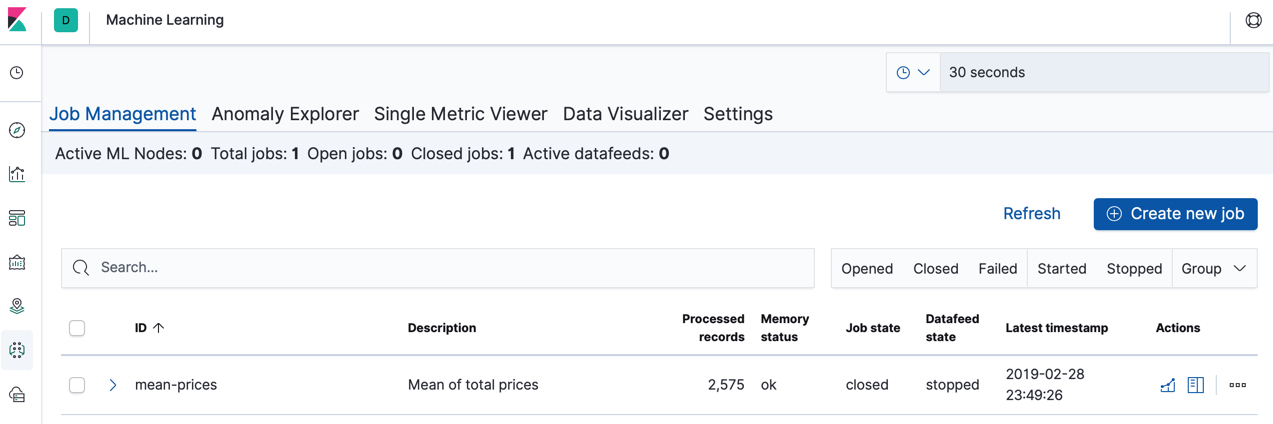 D Machine Learning
30 seconds
Job Management Anomaly Explorer Single Metric Viewer Data Visualizer Settings
Active ML Nodes: 0 Total jobs: 1 Open jobs: 0 Closed jobs: 1 Active datafeeds: 0
Refresh Create new job
Search... Opened Closed Failed Started Stopped Group
ID Description Processed records Memory status Job state Datafeed state Latest timestamp Actions
mean-prices Mean of total prices 2,575 ok closed stopped 2019-02-28 23:49:26